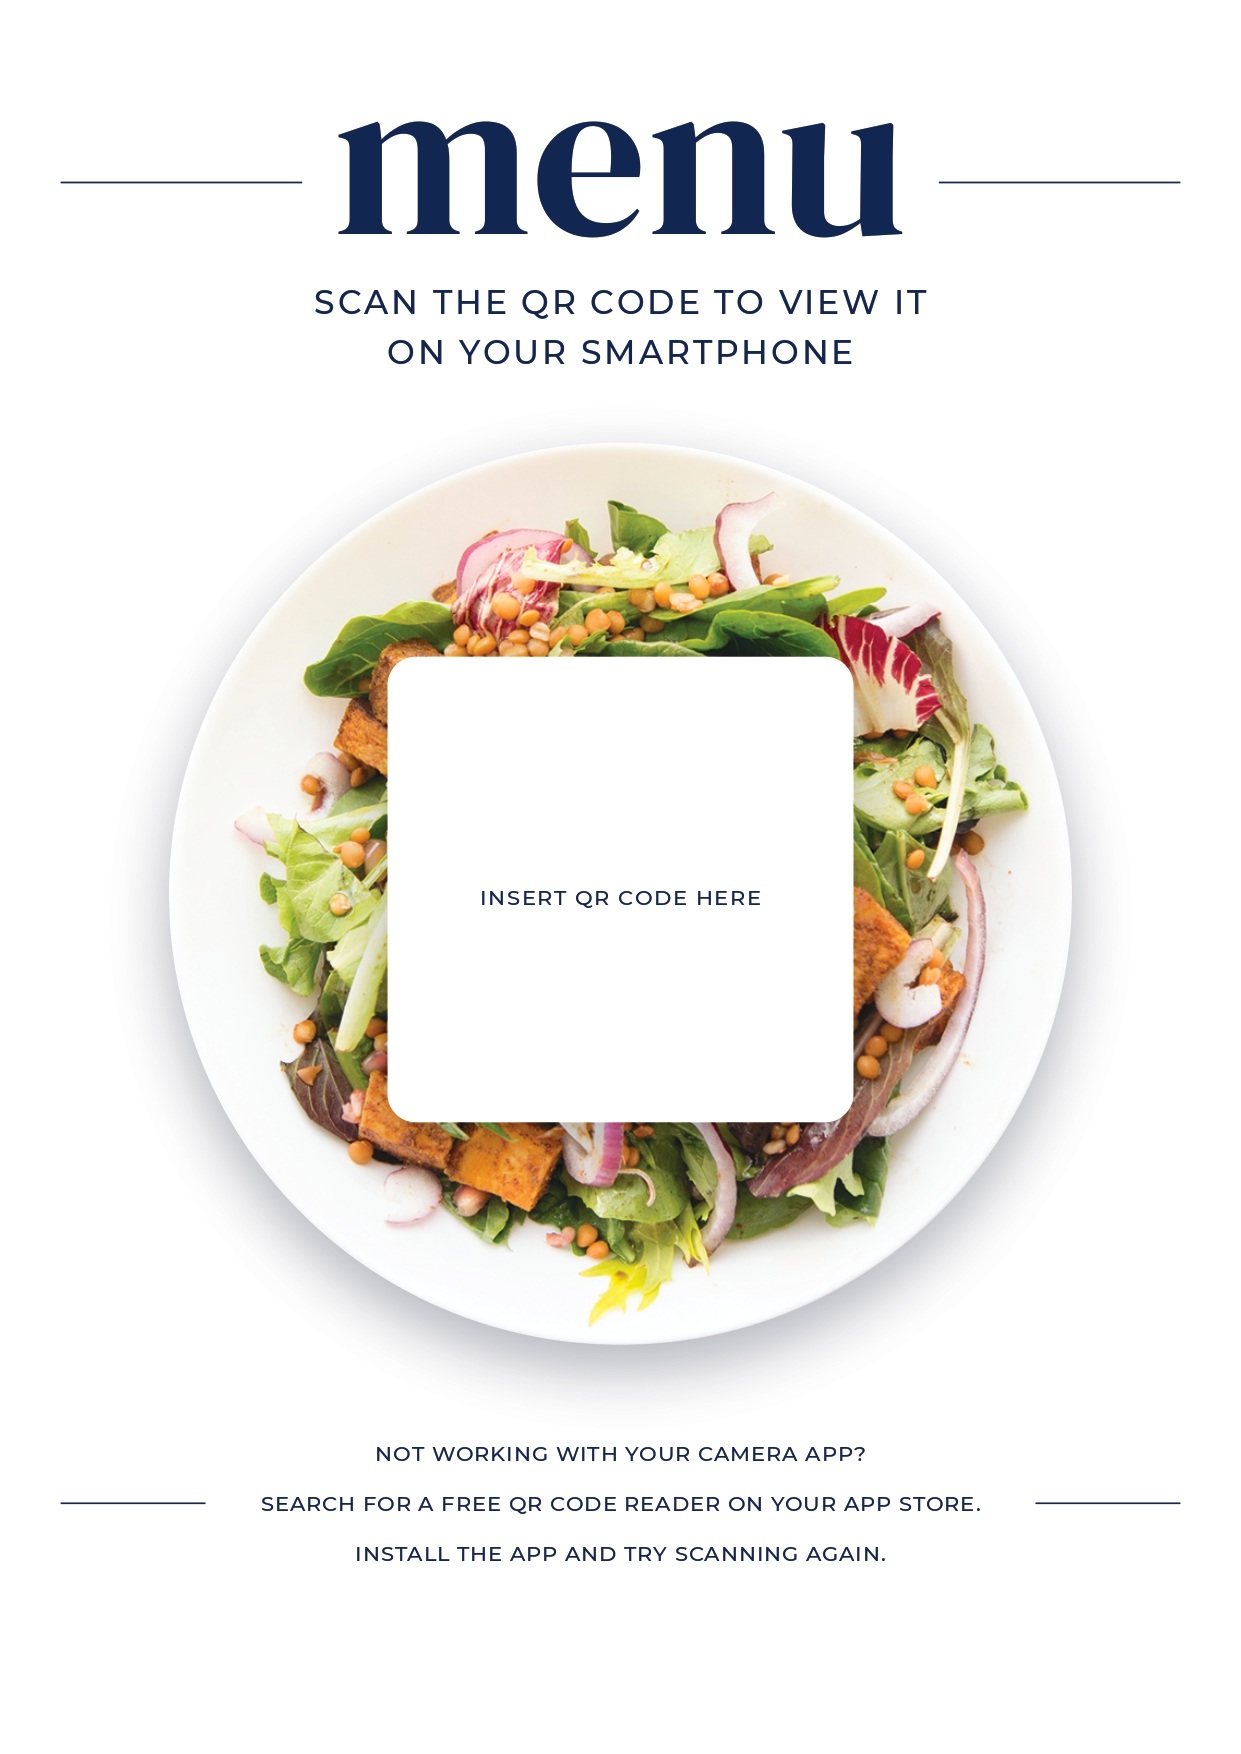 menu
SCAN THE QR CODE TO VIEW IT
ON YOUR SMARTPHONE
INSERT QR CODE HERE
NOT WORKING WITH YOUR CAMERA APP?
SEARCH FOR A FREE QR CODE READER ON YOUR APP STORE.
INSTALL THE APP AND TRY SCANNING AGAIN.